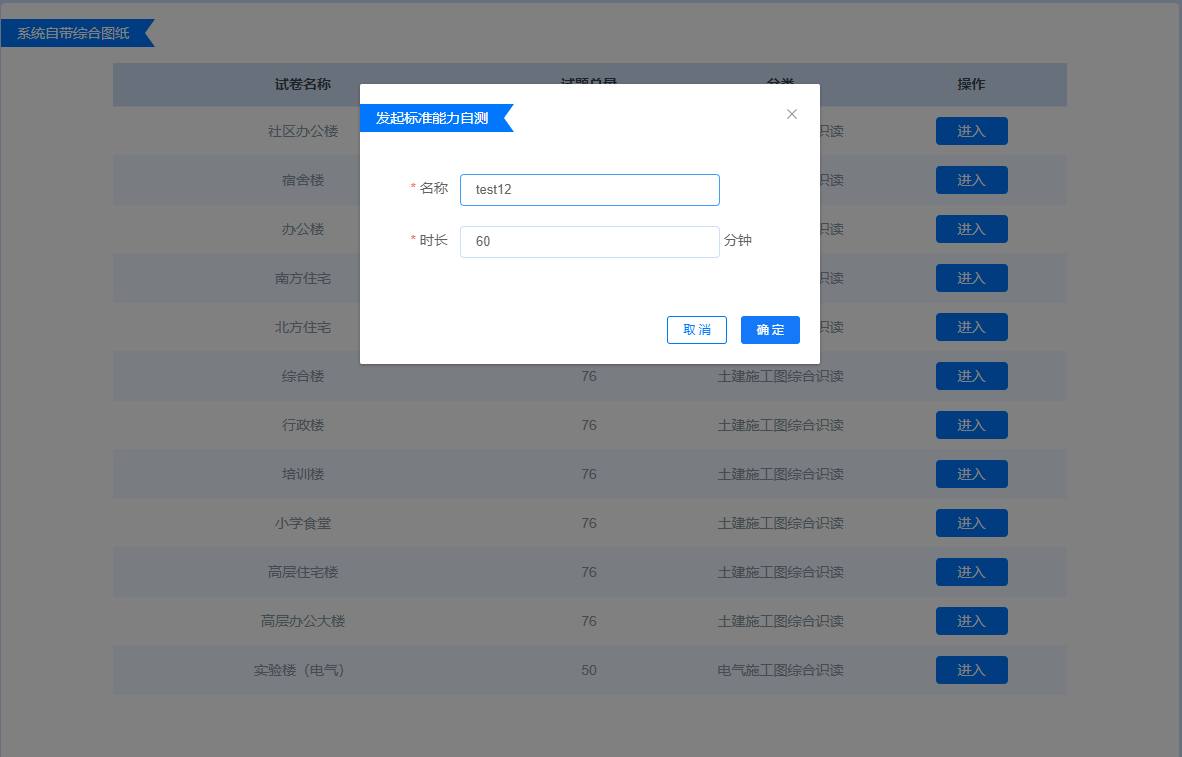 系统自带综合图纸
试卷名称 试题总量 分类 操作
发起标准能力自测
* 名称 test12
* 时长 60 分钟
取 消 确 定
社区办公楼 识读 进入
宿舍楼 识读 进入
办公楼 识读 进入
南方住宅 识读 进入
北方住宅 识读 进入
综合楼 76 土建施工图综合识读 进入
行政楼 76 土建施工图综合识读 进入
培训楼 76 土建施工图综合识读 进入
小学食堂 76 土建施工图综合识读 进入
高层住宅楼 76 土建施工图综合识读 进入
高层办公大楼 76 土建施工图综合识读 进入
实验楼（电气） 50 电气施工图综合识读 进入